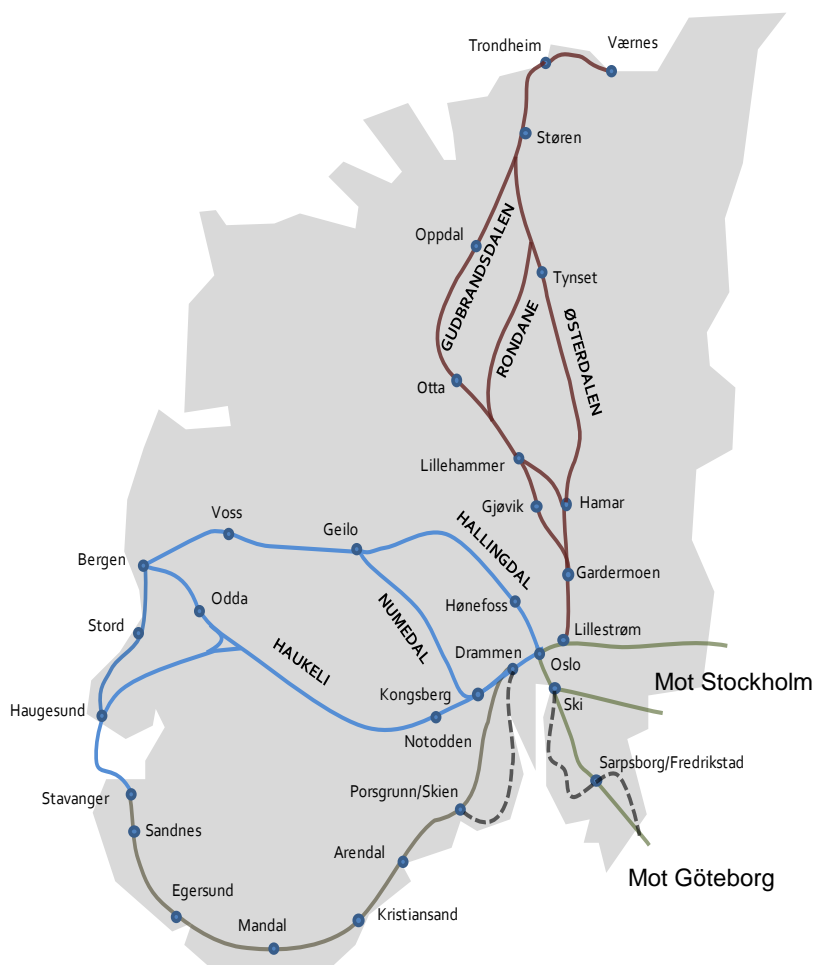 Trondheim
Værnes
Støren
Oppdal
GUDBRANDSDALEN
Tynset
RONDANE
ØSTERDALEN
Otta
Lillehammer
Gjøvik
Hamar
Voss
Geilo
HALLINGDAL
Bergen
Gardermoen
Odda
NUMEDAL
Hønefoss
Stord
Lillestrøm
HAUKELI
Drammen
Oslo
Mot Stockholm
Kongsberg
Ski
Haugesund
Notodden
Sarpsborg/Fredrikstad
Stavanger
Porsgrunn/Skien
Sandnes
Arendal
Mot Göteborg
Egersund
Mandal
Kristiansand